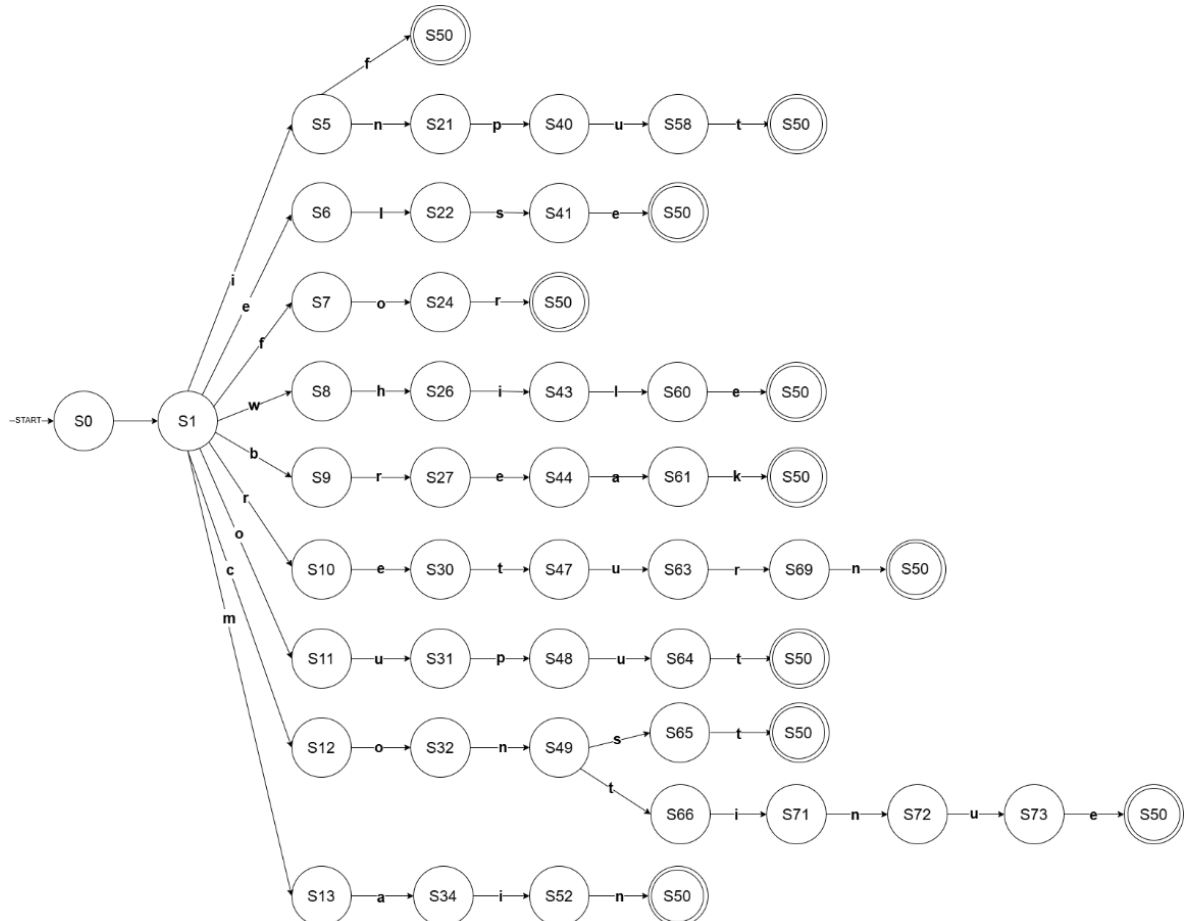 S50
f
S5 n S21 p S40 u S58 t S50
S6 l S22 s S41 e S50
i
e
S7 o S24 r S50
f
S8 h S26 i S43 l S60 e S50
w
START S0 S1
b
S9 r S27 e S44 a S61 k S50
r
o
c
S10 e S30 t S47 u S63 r S69 n S50
m
S11 u S31 p S48 u S64 t S50
s S65 t S50
S12 o S32 n S49
t
S66 i S71 n S72 u S73 e S50
S13 a S34 i S52 n S50